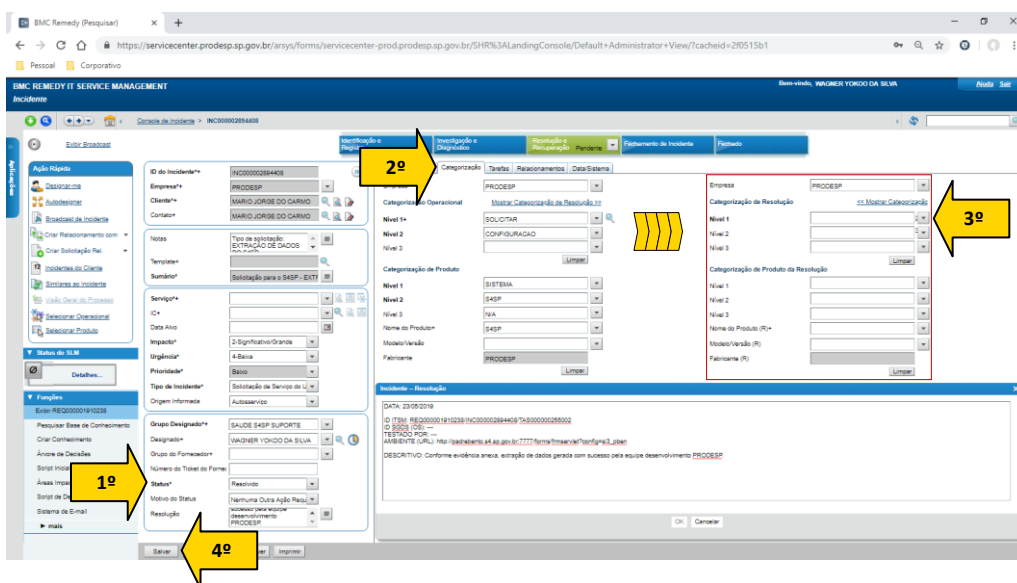 BMC Remedy (Pesquisar)
https://servicecenter.prodesp.sp.gov.br/arsys/forms/servicecenter-prod.prodesp.sp.gov.br/SHR%3ALandingConsole/Default+Administrator+View/?cacheid=2f0515b1
Pessoal Corporativo
BMC REMEDY IT SERVICE MANAGEMENT
Bem-vindo, WAGNER YOKOO DA SILVA
Ajuda Sair
Incidente
Console de Incidente > INC000002894408
Exibir Broadcast
Identificação e
Investigação e
Diagnóstico
Resolução e
Recuperação Pendente
Fechamento de Incidente
Fechado
Aplicações
Ação Rápida
Designar-me
Autodesignar
Broadcast de Incidente
Criar Relacionamento com
Criar Solicitação Rel.
Incidentes do Cliente
Similares ao Incidente
Visão Geral do Processo
Selecionar Operacional
Selecionar Produto
Status do SLM
Detalhes...
Funções
Exibir-REQ000001910238
Pesquisar Base de Conhecimento
Criar Conhecimento
Árvore de Decisões
Script Inicial
Áreas
Script de
Sistema de E-mail
mais
ID do Incidente*+ INC000002894408
Empresa*+ PRODESP
Cliente*+ MARIO JORGE DO CARMO
Contato+ MARIO JORGE DO CARMO
Notas Tipo de solicitação:
EXTRAÇÃO DE DADOS
Template+
Sumário* Solicitação para o S4SP - EXTF
Serviço*+
IC+
Data Alvo
Impacto* 2-Significativo/Grande
Urgência* 4-Baixa
Prioridade* Baixo
Tipo de Incidente* Solicitação de Serviço do U
Origem Informada Autosserviço
Grupo Designado*+ SAUDE S4SP SUPORTE
Designado+ WAGNER YOKOO DA SILVA
Grupo do Fornecedor+
Número do Ticket do Forne
Status* Resolvido
Motivo do Status Nenhuma Outra Ação Requ
Resolução sucesso pela equipe
desenvolvimento
PRODESP.
Salvar
Imprimir
1º
2º
3º
4º
Categorização Tarefas Relacionamentos Data/Sistema
PRODESP
Categorização Operacional Mostrar Categorização de Resolução >>
Nível 1+ SOLICITAR
Nível 2 CONFIGURACAO
Nível 3
Limpar
Categorização de Produto
Nível 1 SISTEMA
Nível 2 S4SP
Nível 3 N/A
Nome do Produto+ S4SP
Modelo/Versão
Fabricante PRODESP
Limpar
Empresa PRODESP
Categorização de Resolução << Mostrar Categorização
Nível 1
Nível 2
Nível 3
Limpar
Categorização de Produto da Resolução
Nível 1
Nível 2
Nível 3
Nome do Produto (R)+
Modelo/Versão (R)
Fabricante (R)
Limpar
Incidente – Resolução
DATA: 23/05/2019
ID ITSM: REQ000001910238/INC000002894408/TAS000000255002
ID SGDS (OS): ---
TESTADO POR: ---
AMBIENTE (URL): http://padrebento.s4.sp.gov.br:7777/forms/frmservlet?config=si3_pben
DESCRITIVO: Conforme evidência anexa, extração de dados gerada com sucesso pela equipe desenvolvimento PRODESP.
OK Cancelar